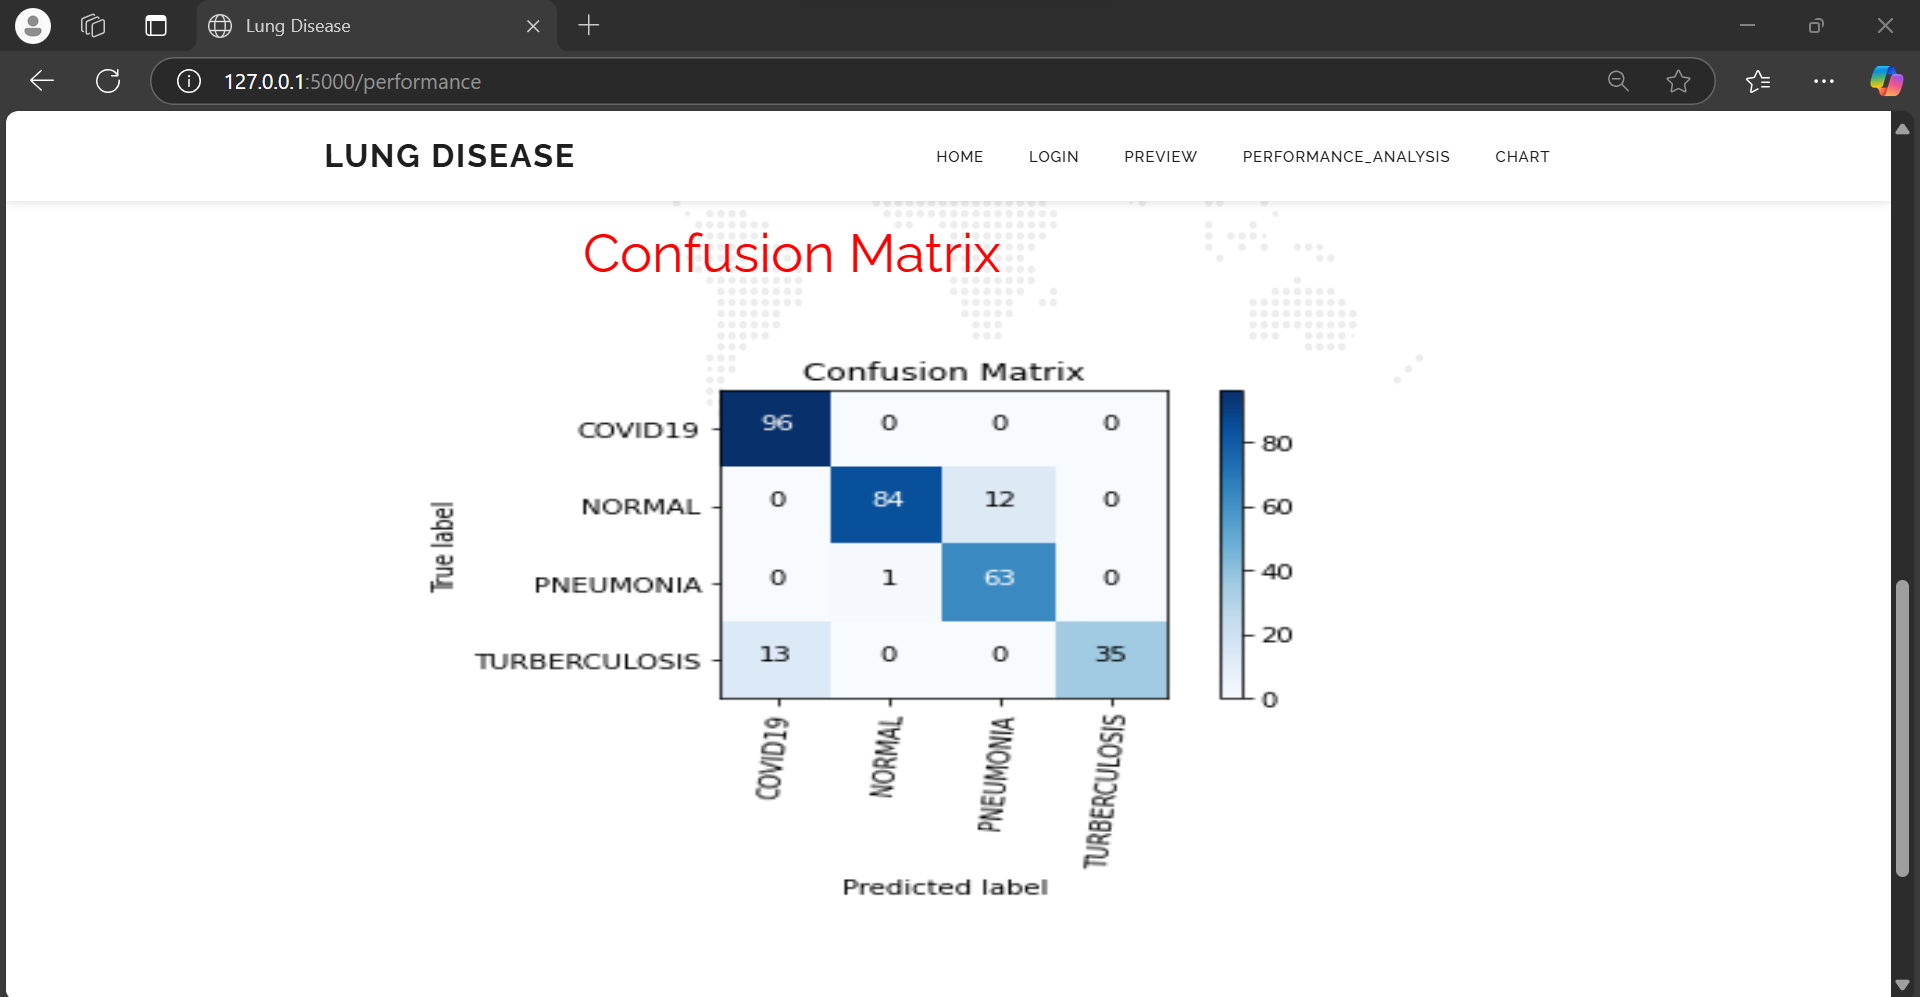 Lung Disease
127.0.0.1:5000/performance
LUNG DISEASE
HOME LOGIN PREVIEW PERFORMANCE_ANALYSIS CHART
Confusion Matrix
Confusion Matrix
COVID19 96 0 0 0
NORMAL 0 84 12 0
PNEUMONIA 0 1 63 0
TURBERCULOSIS 13 0 0 35
True label
80
60
40
20
0
COVID19 NORMAL PNEUMONIA TURBERCULOSIS
Predicted label